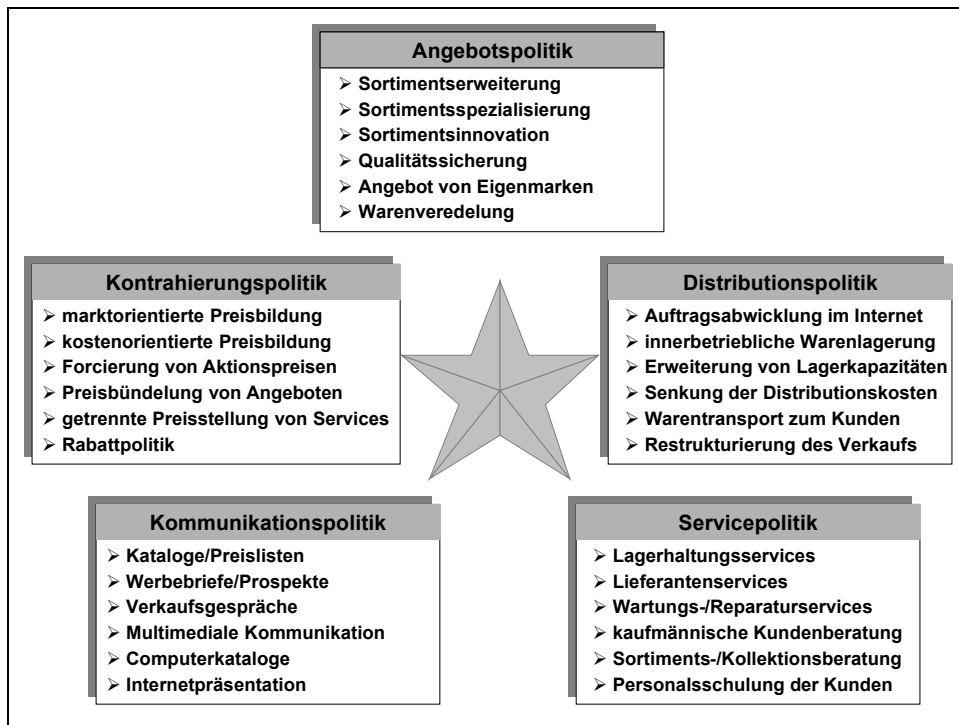 Angebotspolitik
➢ Sortimentserweiterung
➢ Sortimentsspezialisierung
➢ Sortimentsinnovation
➢ Qualitätssicherung
➢ Angebot von Eigenmarken
➢ Warenveredelung
Kontrahierungspolitik
➢ marktorientierte Preisbildung
➢ kostenorientierte Preisbildung
➢ Forcierung von Aktionspreisen
➢ Preisbündelung von Angeboten
➢ getrennte Preisstellung von Services
➢ Rabattpolitik
Distributionspolitik
➢ Auftragsabwicklung im Internet
➢ innerbetriebliche Warenlagerung
➢ Erweiterung von Lagerkapazitäten
➢ Senkung der Distributionskosten
➢ Warentransport zum Kunden
➢ Restrukturierung des Verkaufs
Kommunikationspolitik
➢ Kataloge/Preislisten
➢ Werbebriefe/Prospekte
➢ Verkaufsgespräche
➢ Multimediale Kommunikation
➢ Computerkataloge
➢ Internetpräsentation
Servicepolitik
➢ Lagerhaltungsservices
➢ Lieferantenservices
➢ Wartungs-/Reparaturservices
➢ kaufmännische Kundenberatung
➢ Sortiments-/Kollektionsberatung
➢ Personalsschulung der Kunden